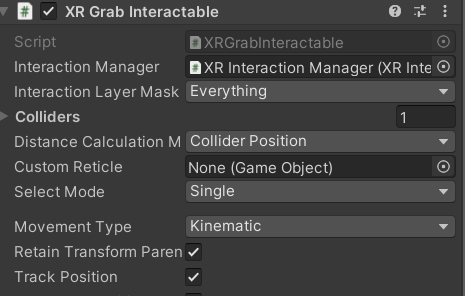 XR Grab Interactable
Script XRGrabInteractable
Interaction Manager XR Interaction Manager (XR Inte
Interaction Layer Mask Everything
Colliders 1
Distance Calculation M Collider Position
Custom Reticle None (Game Object)
Select Mode Single
Movement Type Kinematic
Retain Transform Paren
Track Position